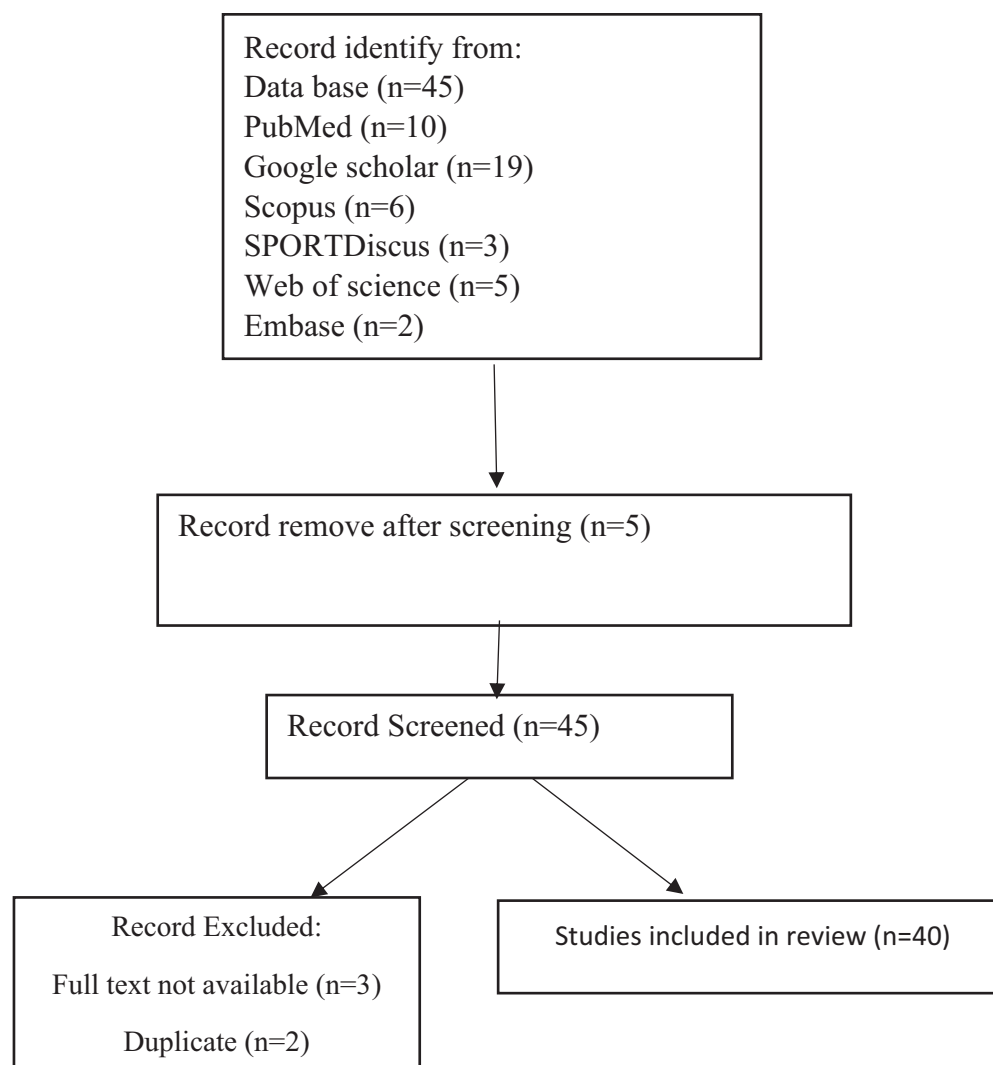 Record identify from:
Data base (n=45)
PubMed (n=10)
Google scholar (n=19)
Scopus (n=6)
SPORTDiscus (n=3)
Web of science (n=5)
Embase (n=2)
Record remove after screening (n=5)
Record Screened (n=45)
Record Excluded:
Full text not available (n=3)
Duplicate (n=2)
Studies included in review (n=40)